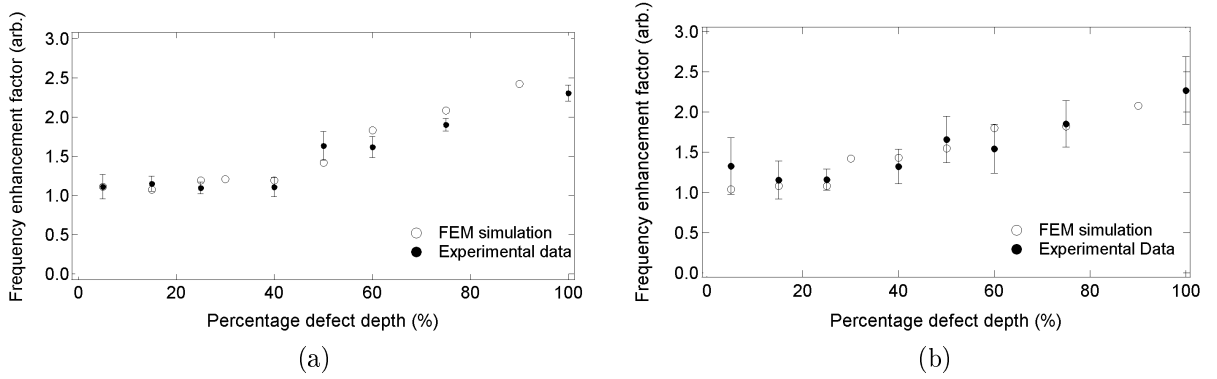 Frequency enhancement factor (arb.)
3.0
2.5
2.0
1.5
1.0
0.5
0.0
FEM simulation
Experimental data
0
20
40
60
80
100
Percentage defect depth (%)
(a)
Frequency enhancement factor (arb.)
3.0
2.5
2.0
1.5
1.0
0.5
0.0
FEM simulation
Experimental Data
0
20
40
60
80
100
Percentage defect depth (%)
(b)